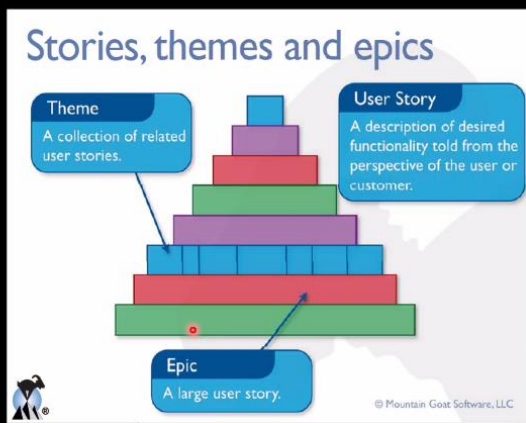 Stories, themes and epics
Theme
A collection of related
user stories.
User Story
A description of desired
functionality told from the
perspective of the user or
customer.
Epic
A large user story.
®
© Mountain Goat Software, LLC